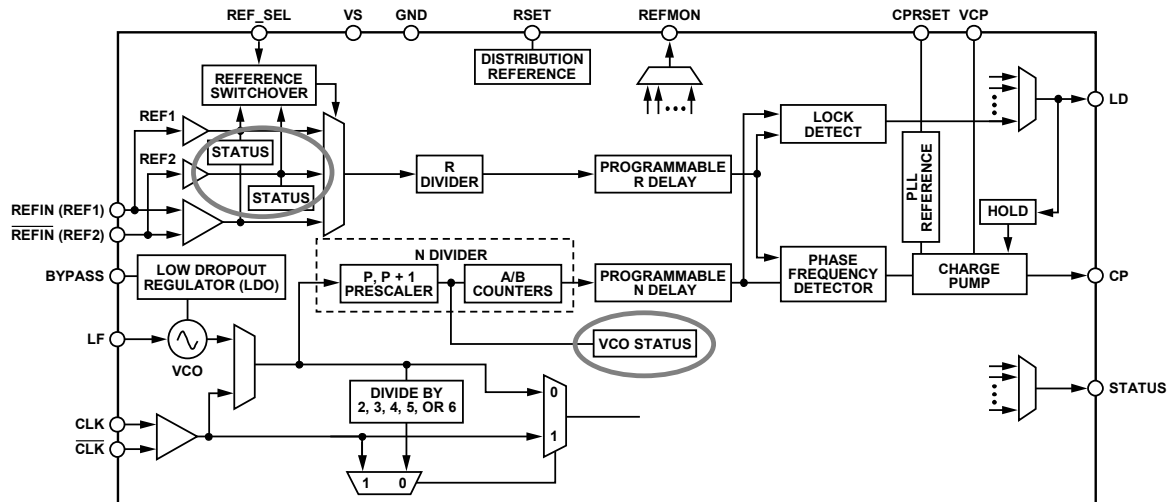 REF_SEL
VS
GND
RSET
REFMON
CPRSET
VCP
DISTRIBUTION
REFERENCE
REFERENCE
SWITCHOVER
REF1
STATUS
REF2
STATUS
R
DIVIDER
PROGRAMMABLE
R DELAY
LOCK
DETECT
LD
PLL
REFERENCE
HOLD
REFIN (REF1)
REFIN (REF2)
BYPASS
LOW DROPOUT
REGULATOR (LDO)
N DIVIDER
P, P + 1
PRESCALER
A/B
COUNTERS
PROGRAMMABLE
N DELAY
PHASE
FREQUENCY
DETECTOR
CHARGE
PUMP
CP
LF
VCO
VCO STATUS
DIVIDE BY
2, 3, 4, 5, OR 6
0
1
STATUS
CLK
CLK
1 0